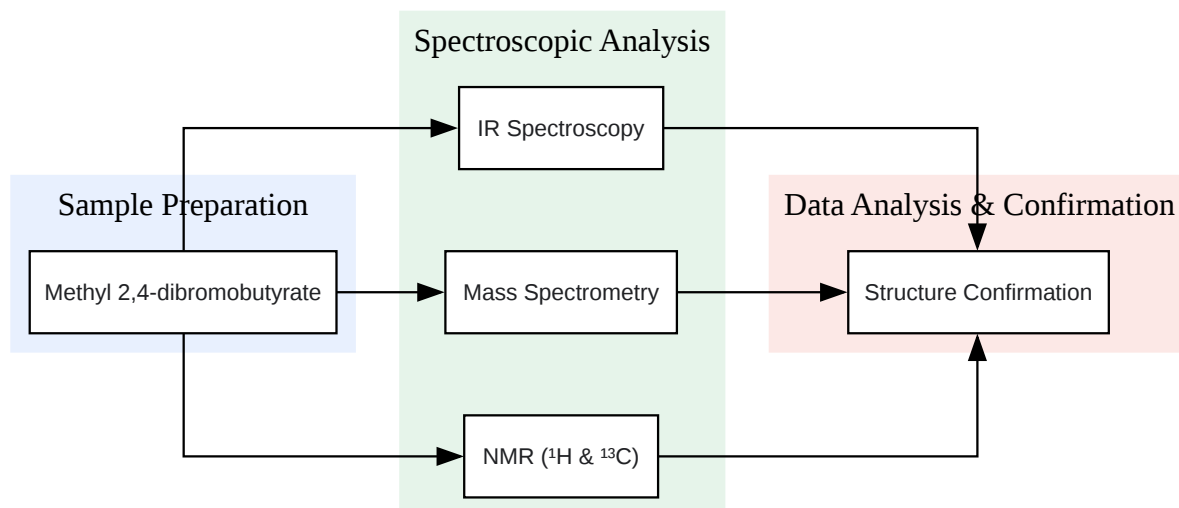 Spectroscopic Analysis
IR Spectroscopy
Sample Preparation
Methyl 2,4-dibromobutyrate
Mass Spectrometry
NMR (¹H & ¹³C)
Data Analysis & Confirmation
Structure Confirmation